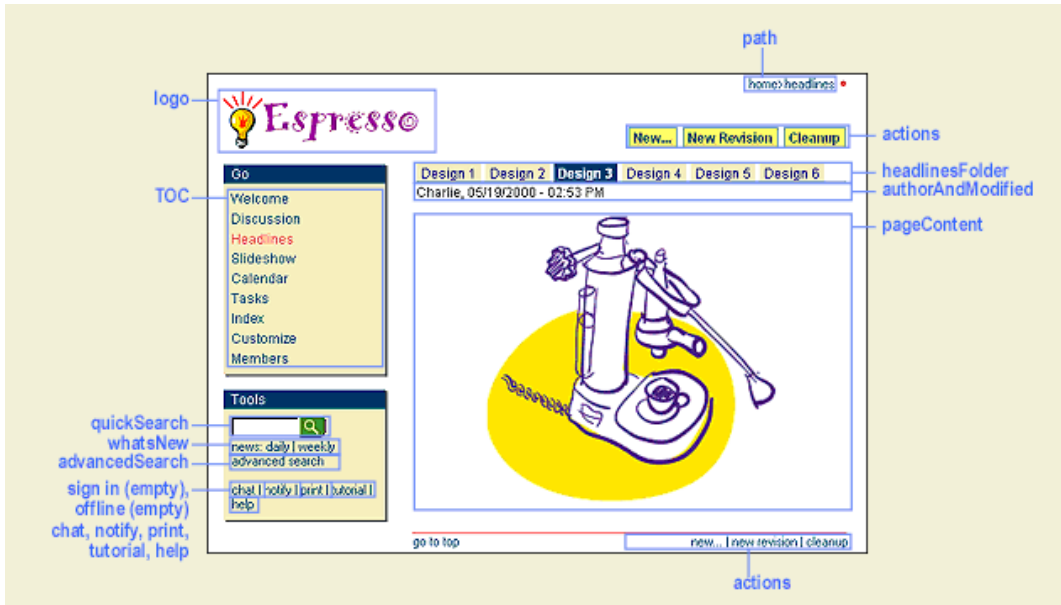 path
home>headlines
logo
Espresso
New... New Revision Cleanup
actions
Go
Design 1 Design 2 Design 3 Design 4 Design 5 Design 6
headlinesFolder
TOC
Charlie, 05/19/2000 - 02:53 PM
authorAndModified
Welcome
Discussion
Headlines
Slideshow
Calendar
Tasks
Index
Customize
Members
pageContent
Tools
quickSearch
whatsNew
news: daily | weekly
advancedSearch
advanced search
sign in (empty),
offline (empty)
chat, notify, print,
tutorial, help
chat | notify | print | tutorial |
help
go to top
new... | new revision | cleanup
actions